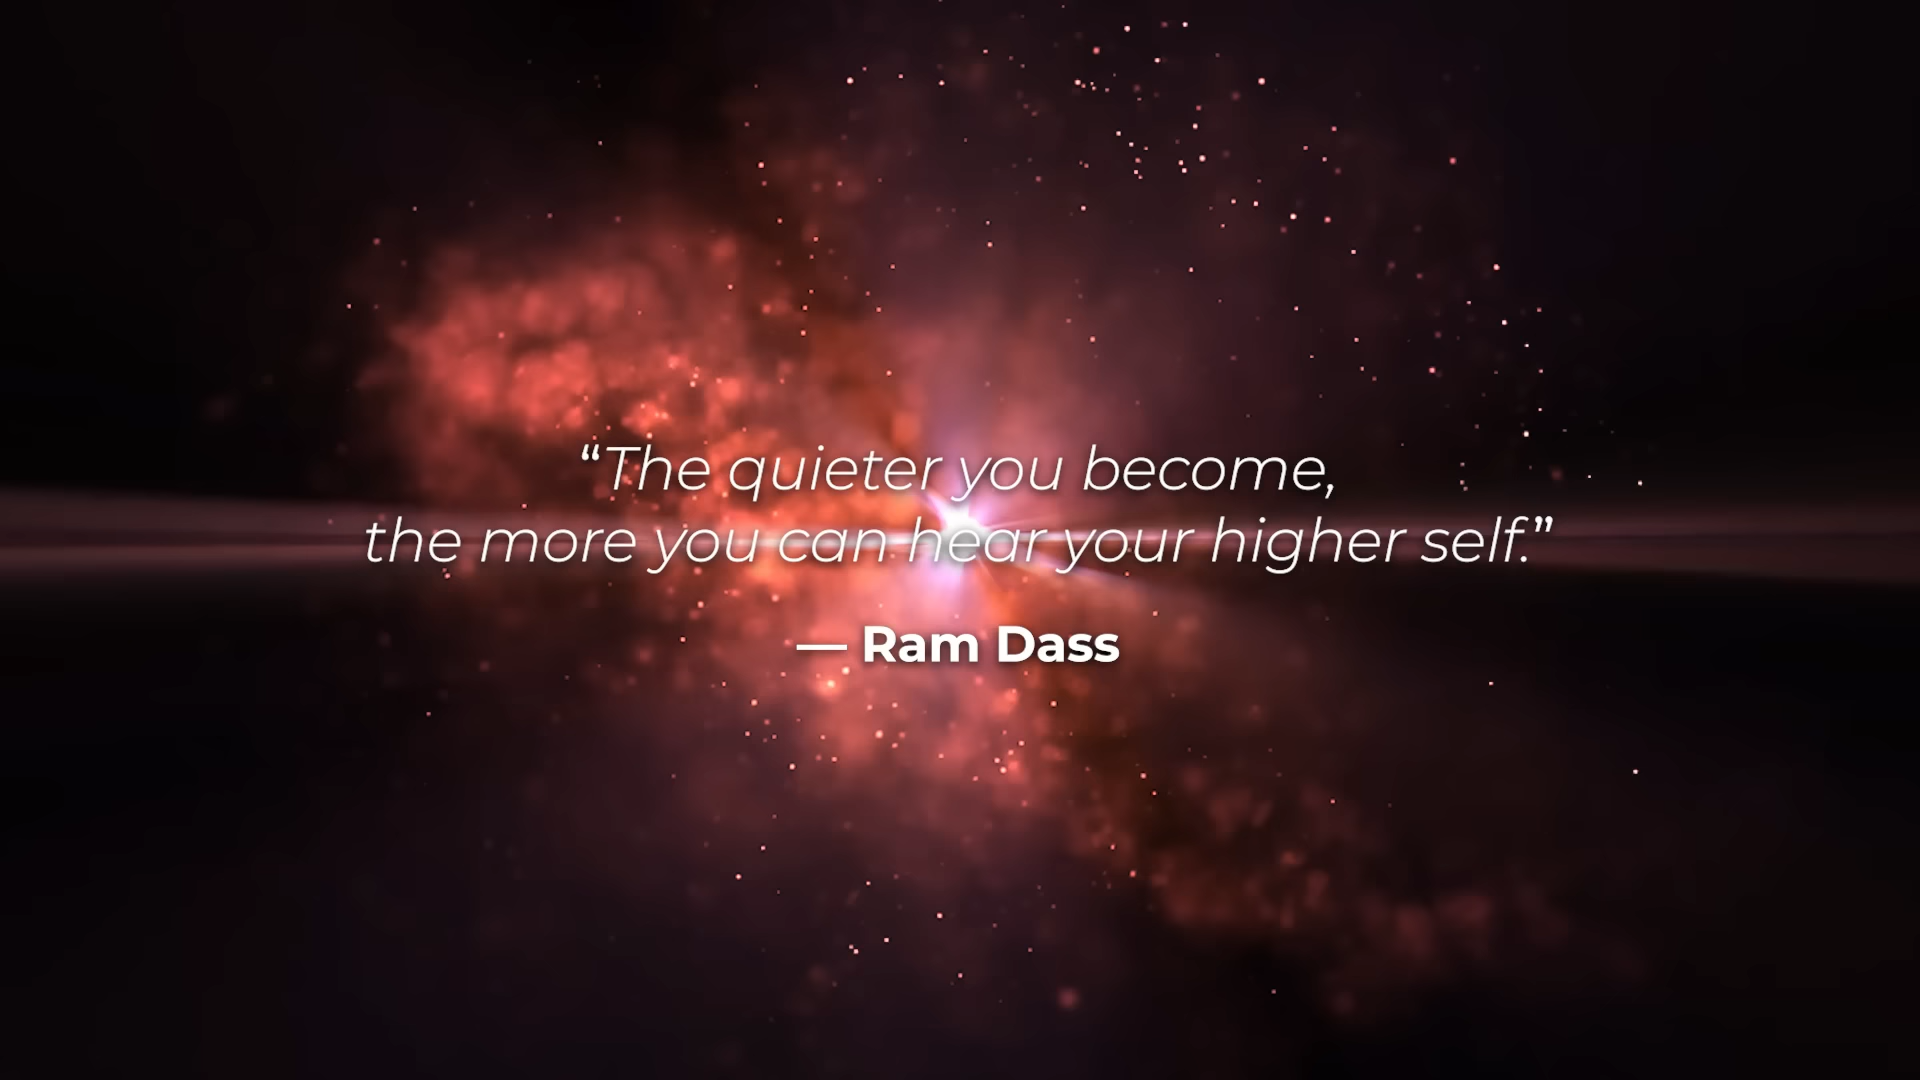 “The quieter you become,
the more you can hear your higher self.”
— Ram Dass